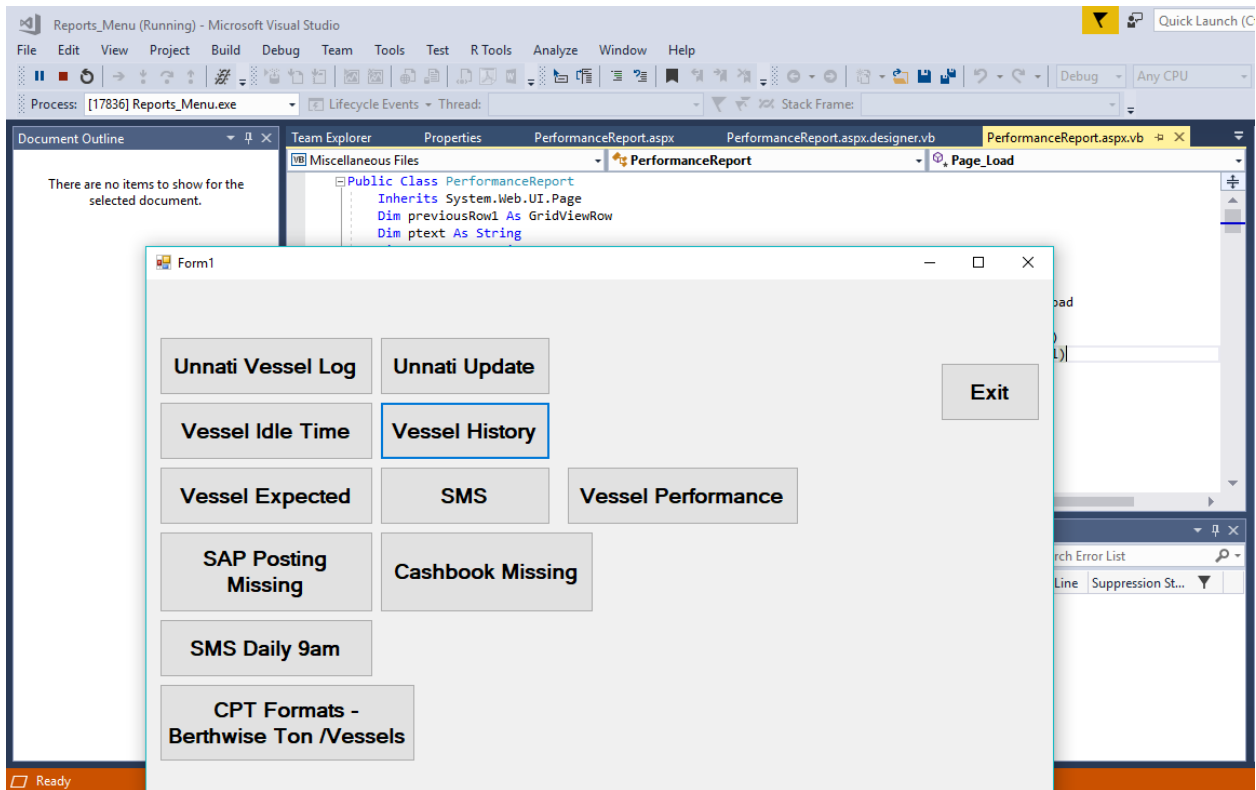 Reports_Menu (Running) - Microsoft Visual Studio
Quick Launch (C
File Edit View Project Build Debug Team Tools Test R Tools Analyze Window Help
Debug Any CPU
Process: [17836] Reports_Menu.exe Lifecycle Events Thread: Stack Frame:
Document Outline
Team Explorer Properties PerformanceReport.aspx PerformanceReport.aspx.designer.vb PerformanceReport.aspx.vb
VB Miscellaneous Files PerformanceReport Page_Load
There are no items to show for the
selected document.
Public Class PerformanceReport
Inherits System.Web.UI.Page
Dim previousRow1 As GridViewRow
Dim ptext As String
Form1
Unnati Vessel Log
Unnati Update
Exit
Vessel Idle Time
Vessel History
Vessel Expected
SMS
Vessel Performance
SAP Posting
Missing
Cashbook Missing
SMS Daily 9am
CPT Formats -
Berthwise Ton /Vessels
rch Error List
Line Suppression St...
Ready